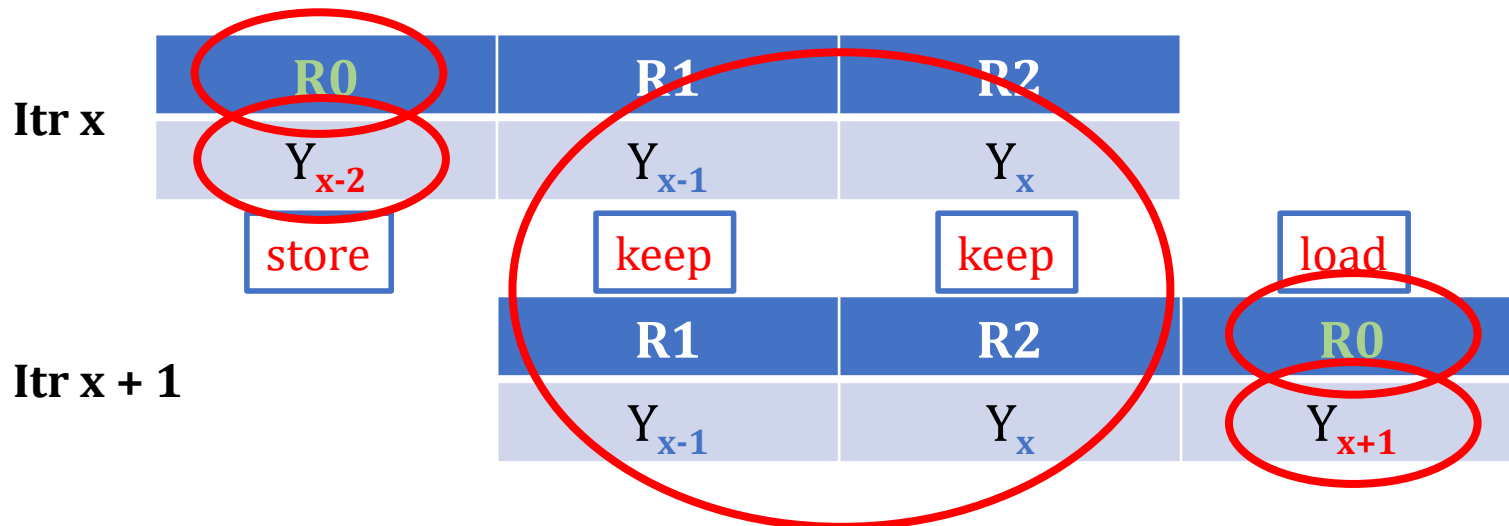 R0 R1 R2
Itr x
Yx-2 Yx-1 Yx
store keep keep load
R1 R2 R0
Itr x + 1
Yx-1 Yx Yx+1